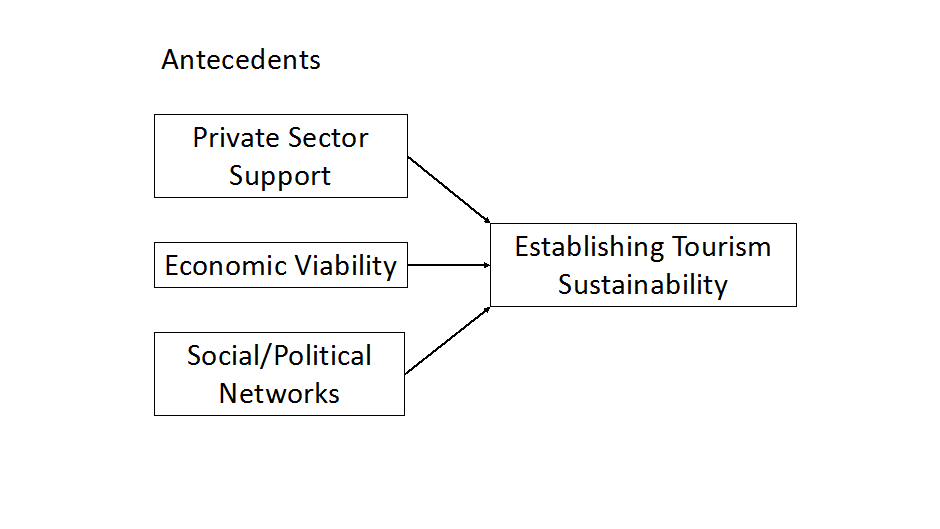 Antecedents
Private Sector
Support
Economic Viability
Social/Political
Networks
Establishing Tourism
Sustainability